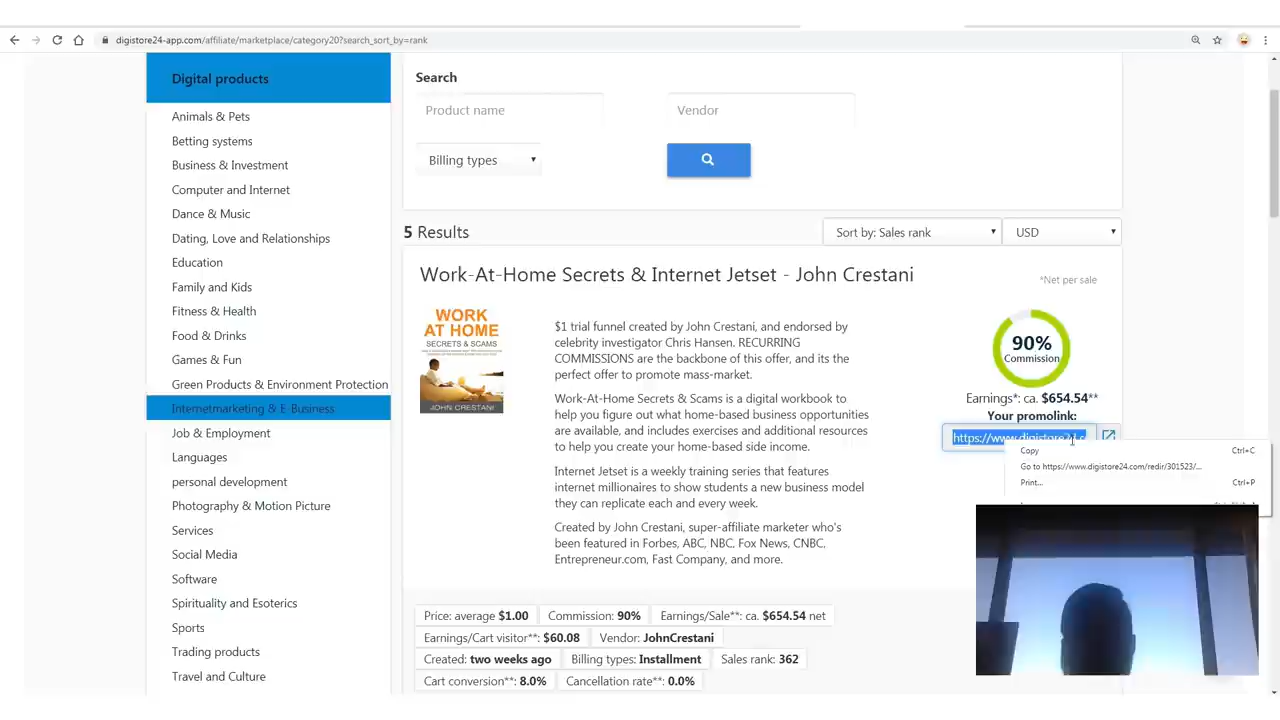 digistore24-app.com/affiliate/marketplace/category20?search_sort_by=rank
Digital products
Animals & Pets
Betting systems
Business & Investment
Computer and Internet
Dance & Music
Dating, Love and Relationships
Education
Family and Kids
Fitness & Health
Food & Drinks
Games & Fun
Green Products & Environment Protection
Internetmarketing & E-Business
Job & Employment
Languages
personal development
Photography & Motion Picture
Services
Social Media
Software
Spirituality and Esoterics
Sports
Trading products
Travel and Culture
Search
Product name
Vendor
Billing types
5 Results
Sort by: Sales rank
USD
Work-At-Home Secrets & Internet Jetset - John Crestani
*Net per sale
WORK
AT HOME
SECRETS & SCAMS
JOHN CRESTANI
$1 trial funnel created by John Crestani, and endorsed by
celebrity investigator Chris Hansen. RECURRING
COMMISSIONS are the backbone of this offer, and its the
perfect offer to promote mass-market.
Work-At-Home Secrets & Scams is a digital workbook to
help you figure out what home-based business opportunities
are available, and includes exercises and additional resources
to help you create your home-based side income.
Internet Jetset is a weekly training series that features
internet millionaires to show students a new business model
they can replicate each and every week.
Created by John Crestani, super-affiliate marketer who's
been featured in Forbes, ABC, NBC, Fox News, CNBC,
Entrepreneur.com, Fast Company, and more.
90%
Commission
Earnings*: ca. $654.54**
Your promolink:
https://www.digistore24.c
Copy Ctrl+C
Go to https://www.digistore24.com/redir/301523/...
Print... Ctrl+P
Price: average $1.00 Commission: 90% Earnings/Sale**: ca. $654.54 net
Earnings/Cart visitor**: $60.08 Vendor: JohnCrestani
Created: two weeks ago Billing types: Installment Sales rank: 362
Cart conversion**: 8.0% Cancellation rate**: 0.0%